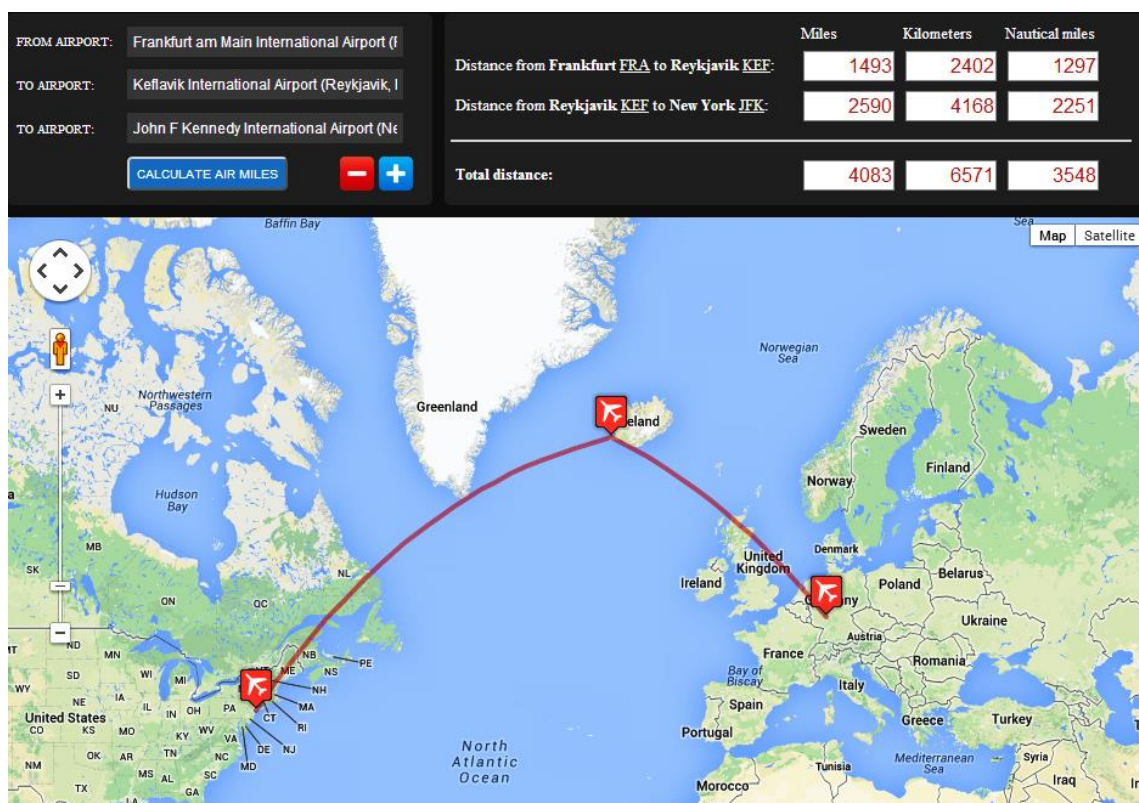 Miles Kilometers Nautical miles
FROM AIRPORT: Frankfurt am Main International Airport (F
Distance from Frankfurt FRA to Reykjavik KEF: 1493 2402 1297
TO AIRPORT: Keflavik International Airport (Reykjavik, I
Distance from Reykjavik KEF to New York JFK: 2590 4168 2251
TO AIRPORT: John F Kennedy International Airport (Ne
CALCULATE AIR MILES
Total distance: 4083 6571 3548
Baffin Bay
Sea
Map Satellite
Norwegian
Sea
Northwestern
Passages
NU
Greenland
eland
Sweden
Finland
Norway
Hudson
Bay
MB
SK
ON
QC
NL
United
Kingdom
Ireland
Denmark
Belarus
Poland
Ukraine
Austria
France
Romania
Bay of
Biscay
Italy
Spain
Portugal
Greece
Turkey
Mediterranean
Sea
Syria
Tunisia
Iraq
Morocco
ND
MN
NB
PE
ME
NS
SD
WI
MI
NH
MA
WY
NE
IA
IL
IN
OH
PA
CT
RI
United States
CO
KS
MO
KY
WV
VA
NJ
DE
MD
NM
OK
AR
TN
NC
MS
AL
SC
TX
LA
GA
North
Atlantic
Ocean